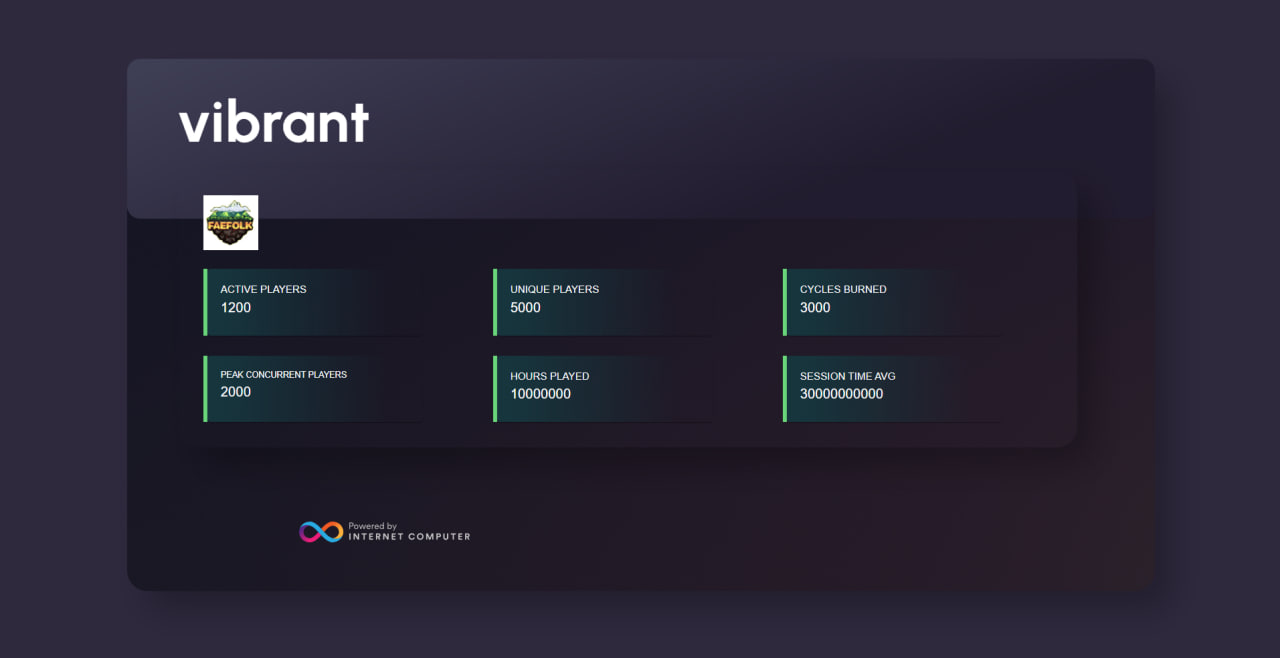 vibrant
FAEFOLK
ACTIVE PLAYERS
1200
UNIQUE PLAYERS
5000
CYCLES BURNED
3000
PEAK CONCURRENT PLAYERS
2000
HOURS PLAYED
10000000
SESSION TIME AVG
30000000000
Powered by
INTERNET COMPUTER